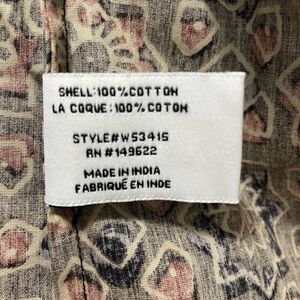 SHELL:100%COTTON
LA COQUE:100%COTON
STYLE#W53415
RN #149622
MADE IN INDIA
FABRIQUÉ EN INDE